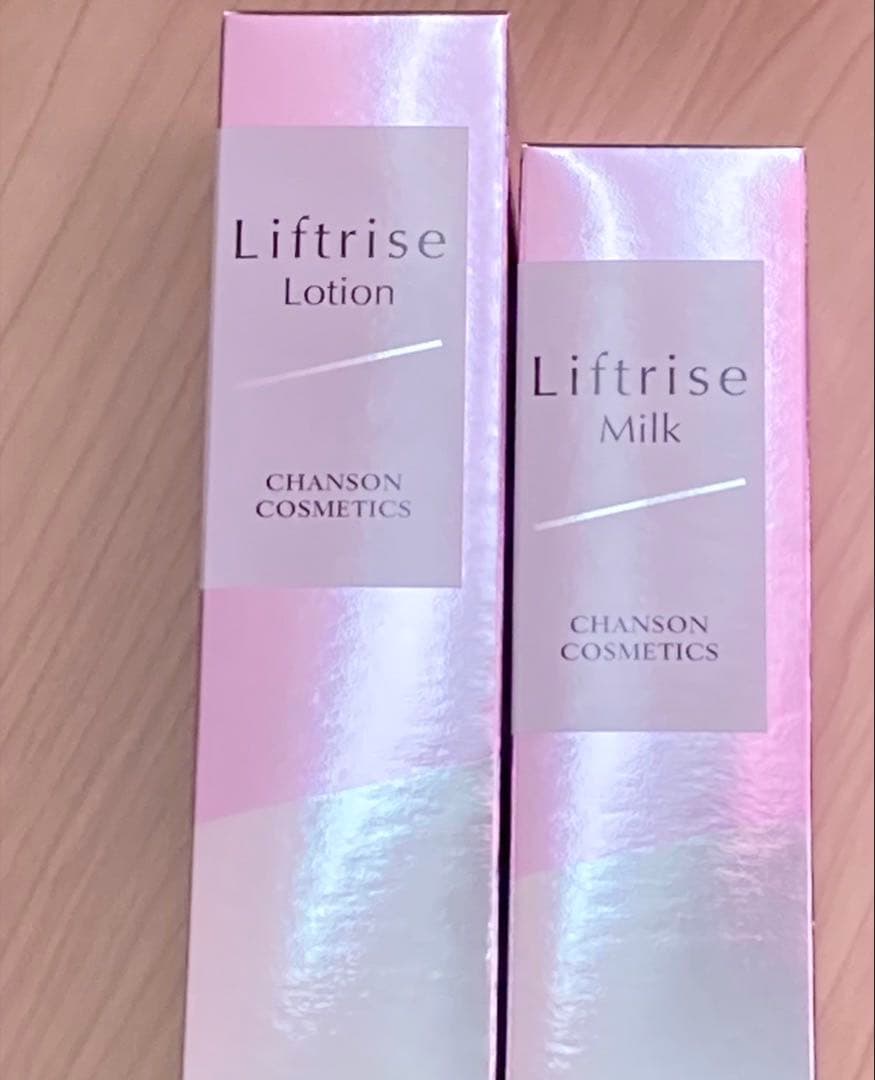 Liftrise
Lotion
CHANSON
COSMETICS
Liftrise
Milk
CHANSON
COSMETICS